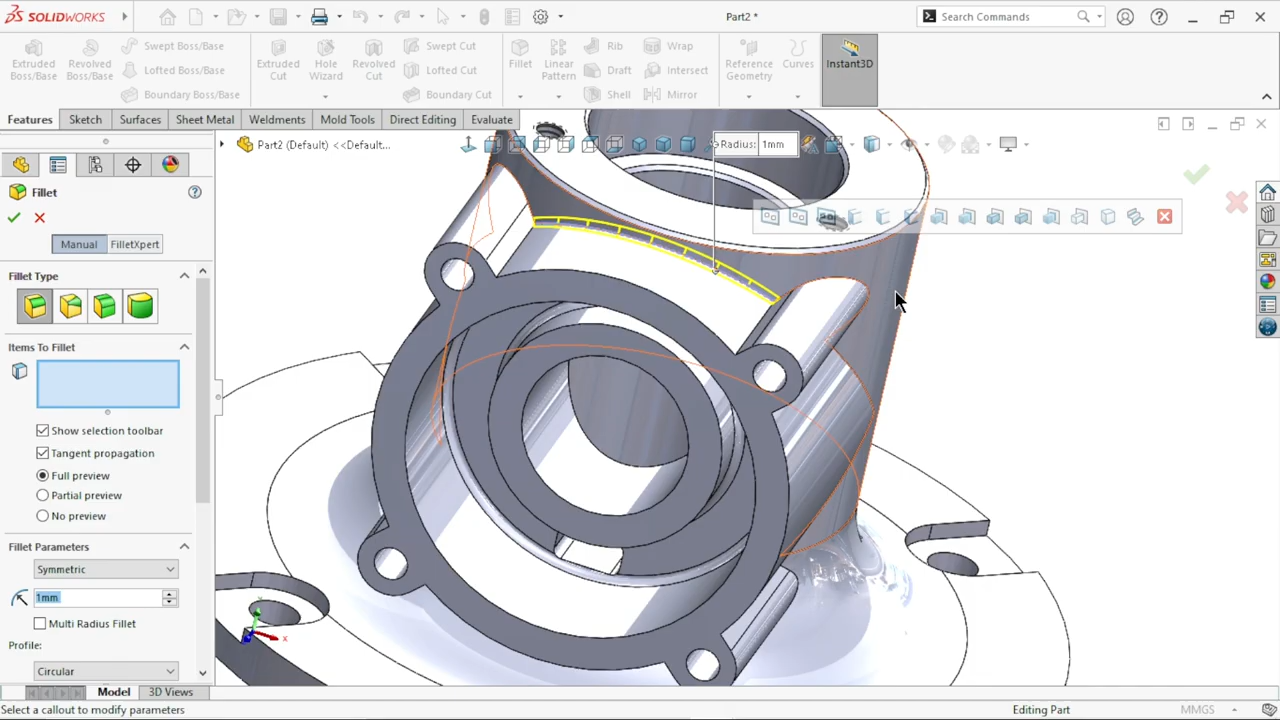 SOLIDWORKS
Part2 *
Search Commands
Extruded Boss/Base
Revolved Boss/Base
Swept Boss/Base
Lofted Boss/Base
Boundary Boss/Base
Extruded Cut
Hole Wizard
Revolved Cut
Swept Cut
Lofted Cut
Boundary Cut
Fillet
Linear Pattern
Rib
Draft
Shell
Wrap
Intersect
Mirror
Reference Geometry
Curves
Instant3D
Features
Sketch
Surfaces
Sheet Metal
Weldments
Mold Tools
Direct Editing
Evaluate
Part2 (Default) <<Default...
Radius: 1mm
Fillet
Manual
FilletXpert
Fillet Type
Items To Fillet
Show selection toolbar
Tangent propagation
Full preview
Partial preview
No preview
Fillet Parameters
Symmetric
1mm
Multi Radius Fillet
Profile:
Circular
x
Model
3D Views
Select a callout to modify parameters
Editing Part
MMGS